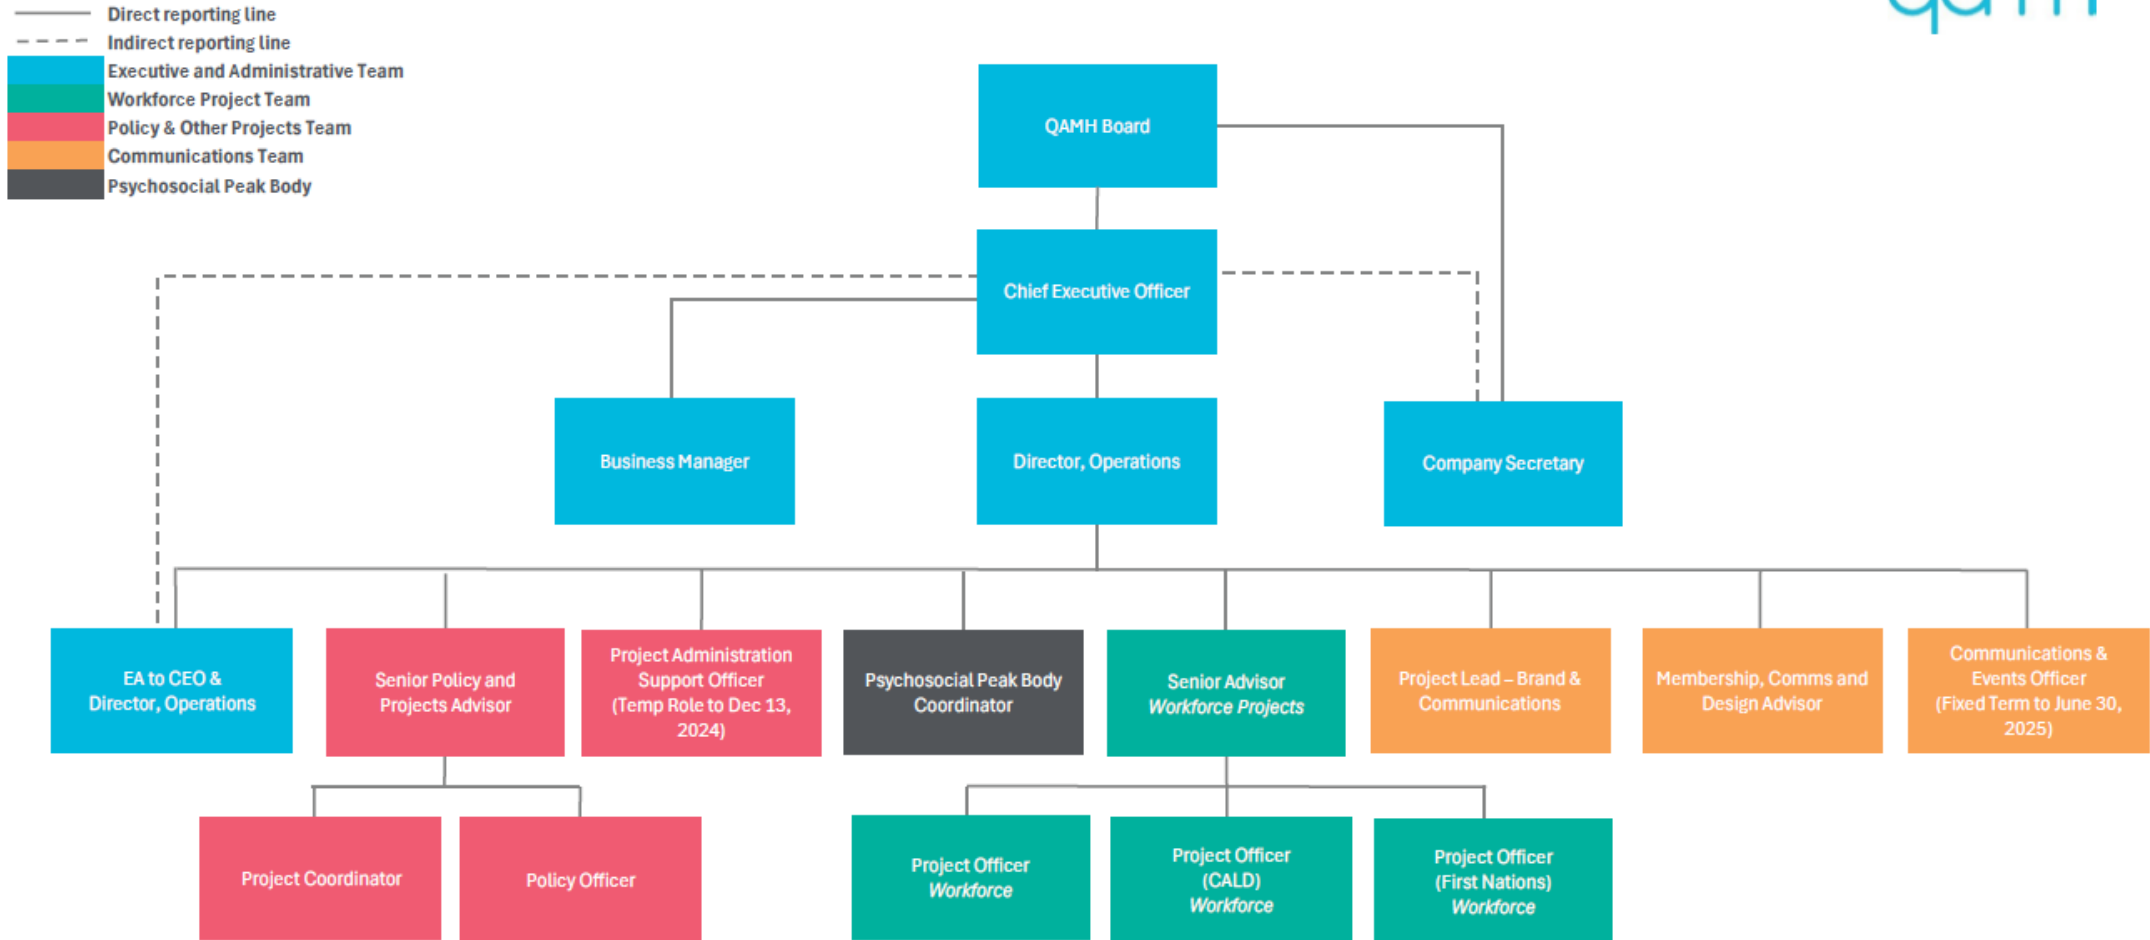 Direct reporting line
Indirect reporting line
Executive and Administrative Team
Workforce Project Team
Policy & Other Projects Team
Communications Team
Psychosocial Peak Body
QAMH Board
Chief Executive Officer
Business Manager
Director, Operations
Company Secretary
EA to CEO &
Director, Operations
Senior Policy and
Projects Advisor
Project Administration
Support Officer
(Temp Role to Dec 13,
2024)
Psychosocial Peak Body
Coordinator
Senior Advisor
Workforce Projects
Project Lead – Brand &
Communications
Membership, Comms and
Design Advisor
Communications &
Events Officer
(Fixed Term to June 30,
2025)
Project Coordinator
Policy Officer
Project Officer
Workforce
Project Officer
(CALD)
Workforce
Project Officer
(First Nations)
Workforce